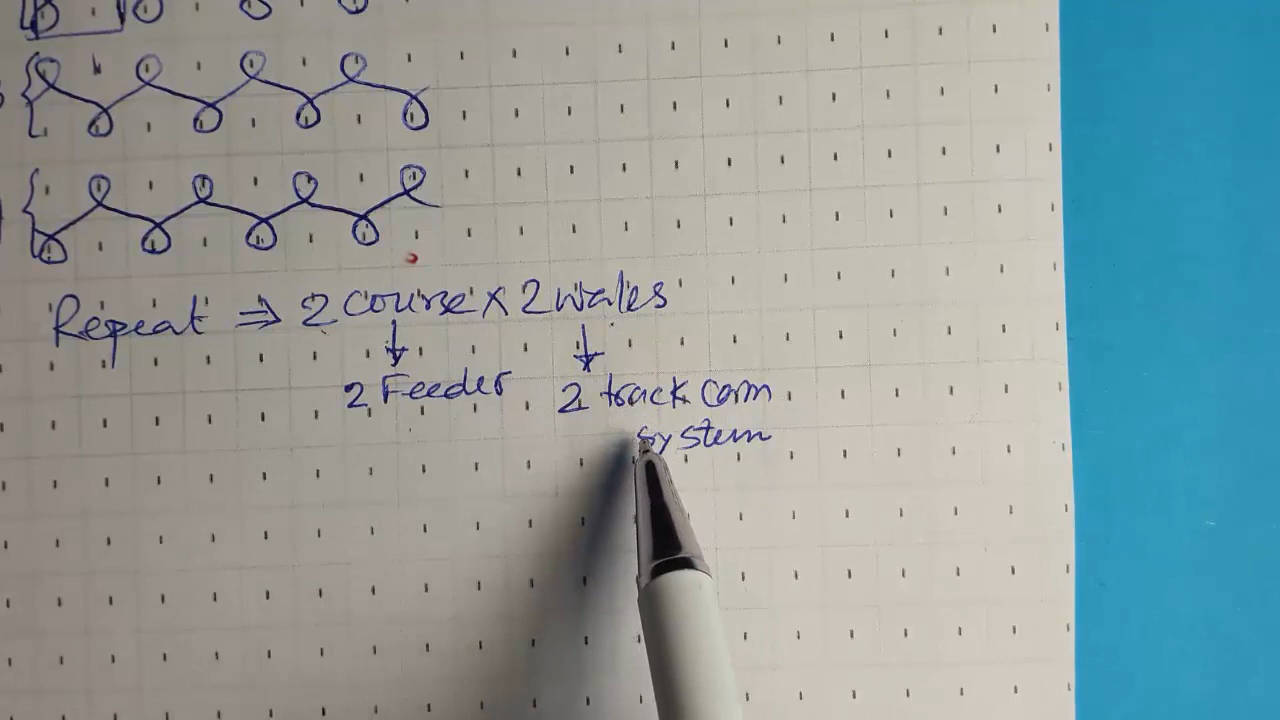 Repeat ⇒ 2 course × 2 wales
2 Feeder 2 track cam
system